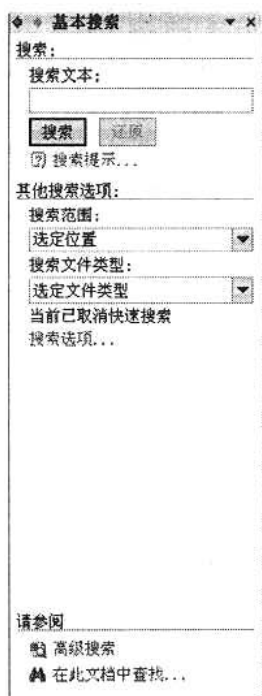 基本搜索
搜索：
搜索文本：
搜索
还原
搜索提示...
其他搜索选项：
搜索范围：
选定位置
搜索文件类型：
选定文件类型
当前已取消快速搜索
搜索选项...
请参阅
高级搜索
在此文档中查找...